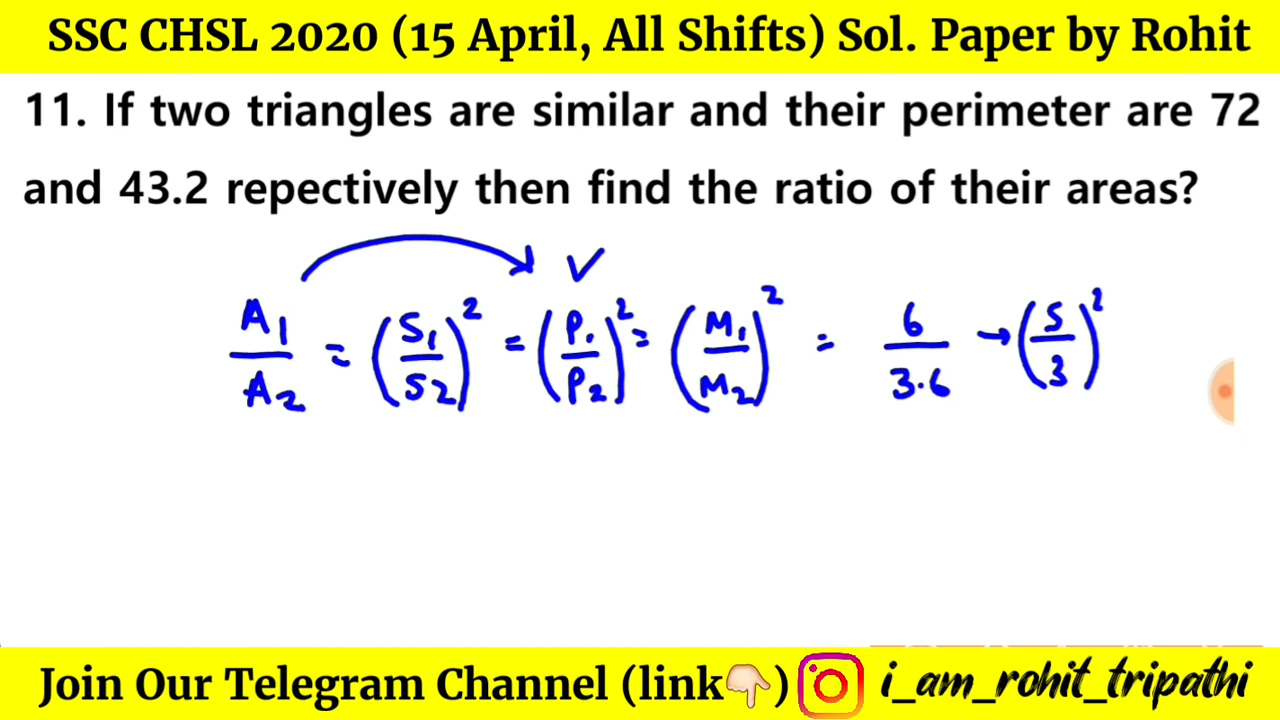 SSC CHSL 2020 (15 April, All Shifts) Sol. Paper by Rohit
11. If two triangles are similar and their perimeter are 72
and 43.2 repectively then find the ratio of their areas?
A1/A2 = (S1/S2)² = (P1/P2)² = (M1/M2)² = 6/3.6 → (5/3)²
Join Our Telegram Channel (link👇) i_am_rohit_tripathi